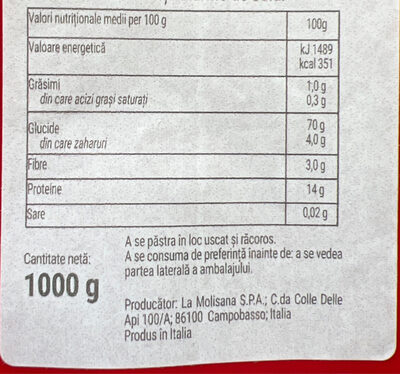 Valori nutriționale medii per 100 g 100g
Valoare energetică kJ 1489
kcal 351
Grăsimi 1,0 g
din care acizi grași saturați 0,3 g
Glucide 70 g
din care zaharuri 4,0 g
Fibre 3,0 g
Proteine 14 g
Sare 0,02 g
Cantitate netă:
1000 g
A se păstra in loc uscat și răcoros.
A se consuma de preferință inainte de: a se vedea
partea laterală a ambalajului.
Producător: La Molisana S.P.A.; C.da Colle Delle
Api 100/A; 86100 Campobasso; Italia
Produs in Italia